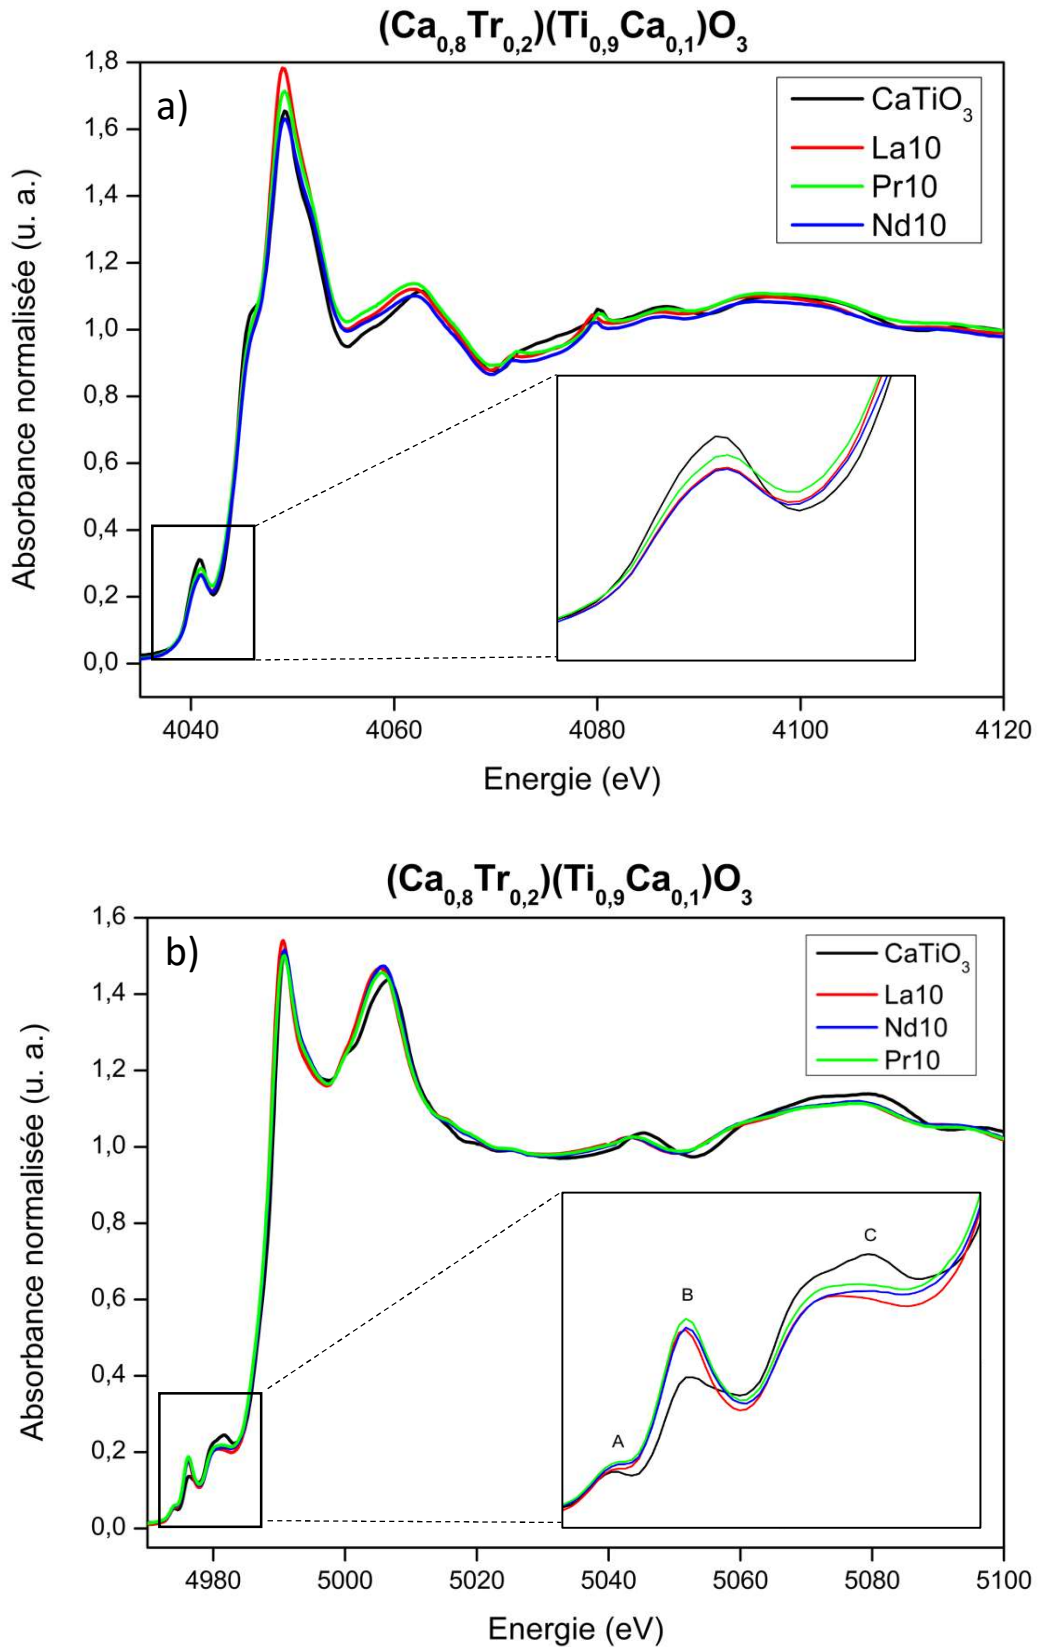 (Ca0,8Tr0,2)(Ti0,9Ca0,1)O3
a)
CaTiO3
La10
Pr10
Nd10
1,8
1,6
1,4
1,2
1,0
0,8
0,6
0,4
0,2
0,0
Absorbance normalisée (u. a.)
4040 4060 4080 4100 4120
Energie (eV)
(Ca0,8Tr0,2)(Ti0,9Ca0,1)O3
b)
CaTiO3
La10
Nd10
Pr10
1,6
1,4
1,2
1,0
0,8
0,6
0,4
0,2
0,0
Absorbance normalisée (u. a.)
A
B
C
4980 5000 5020 5040 5060 5080 5100
Energie (eV)